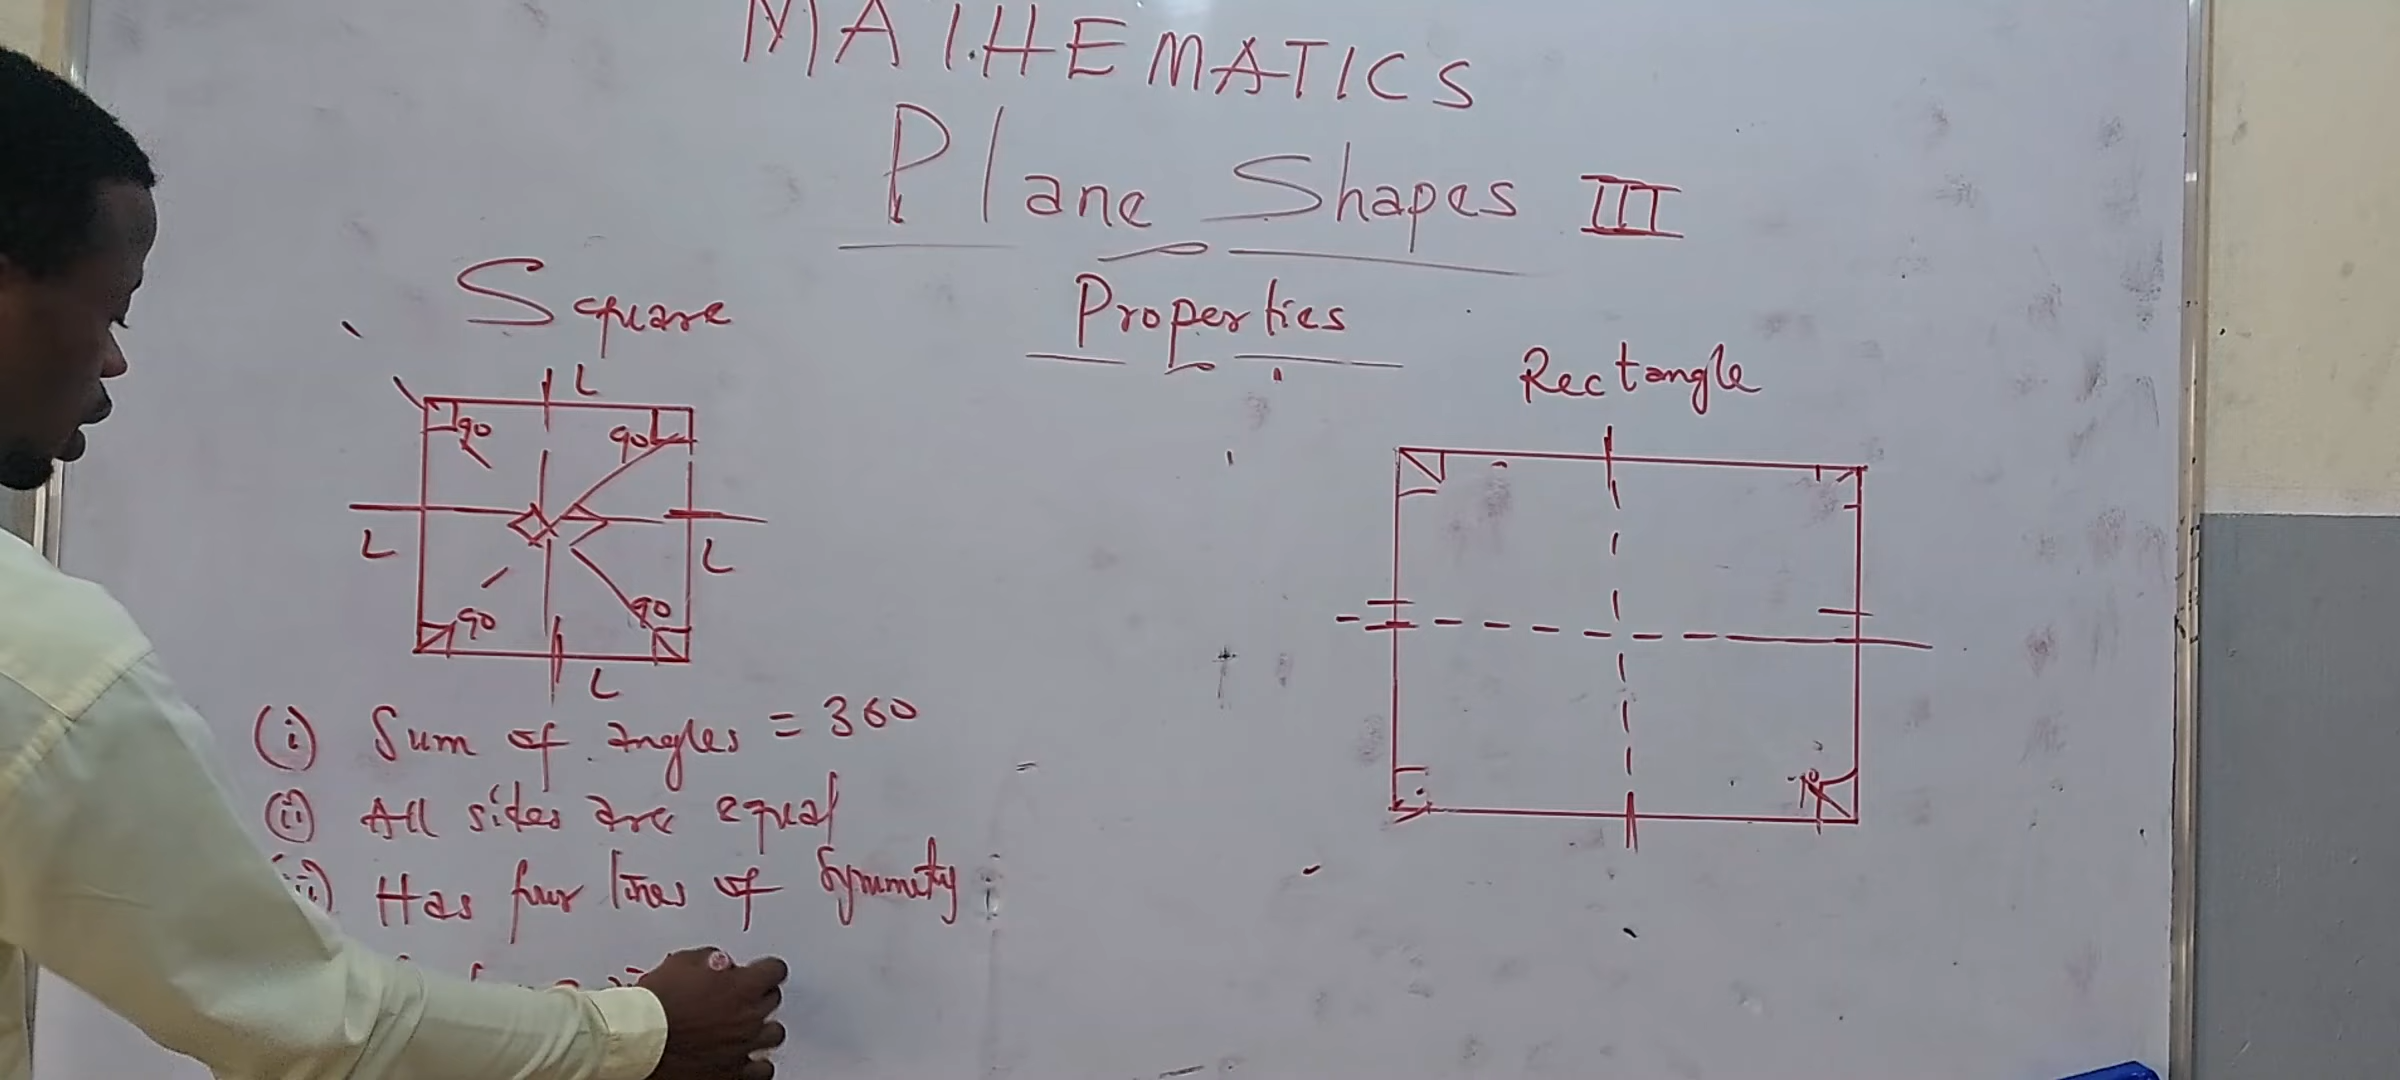 MATHEMATICS
Plane Shapes III
Properties
Square
L
90 90
L L
90 90
L
(i) Sum of angles = 360
(ii) All sides are equal
(iii) Has four lines of Symmetry
Rectangle